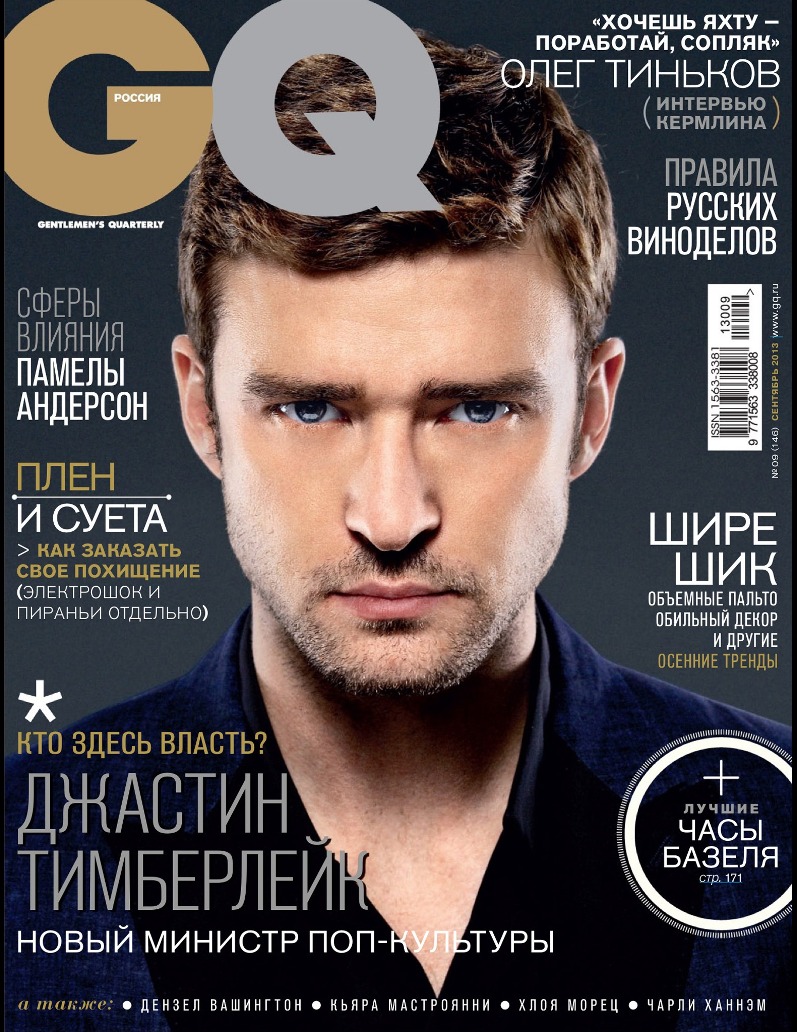 GQ
РОССИЯ
GENTLEMEN'S QUARTERLY
«ХОЧЕШЬ ЯХТУ –
ПОРАБОТАЙ, СОПЛЯК»
ОЛЕГ ТИНЬКОВ
(ИНТЕРВЬЮ
КЕРМЛИНА)
ПРАВИЛА
РУССКИХ
ВИНОДЕЛОВ
СФЕРЫ
ВЛИЯНИЯ
ПАМЕЛЫ
АНДЕРСОН
ISSN 1563-3381
13009
>
9 771563 338008
№ 09 (146) СЕНТЯБРЬ 2013 www.gq.ru
ПЛЕН
И СУЕТА
> КАК ЗАКАЗАТЬ
СВОЕ ПОХИЩЕНИЕ
(ЭЛЕКТРОШОК И
ПИРАНЬИ ОТДЕЛЬНО)
ШИРЕ
ШИК
ОБЪЕМНЫЕ ПАЛЬТО
ОБИЛЬНЫЙ ДЕКОР
И ДРУГИЕ
ОСЕННИЕ ТРЕНДЫ
*
КТО ЗДЕСЬ ВЛАСТЬ?
ДЖАСТИН
ТИМБЕРЛЕЙК
НОВЫЙ МИНИСТР ПОП-КУЛЬТУРЫ
+
ЛУЧШИЕ
ЧАСЫ
БАЗЕЛЯ
стр. 171
а также: ● ДЕНЗЕЛ ВАШИНГТОН ● КЬЯРА МАСТРОЯННИ ● ХЛОЯ МОРЕЦ ● ЧАРЛИ ХАННЭМ